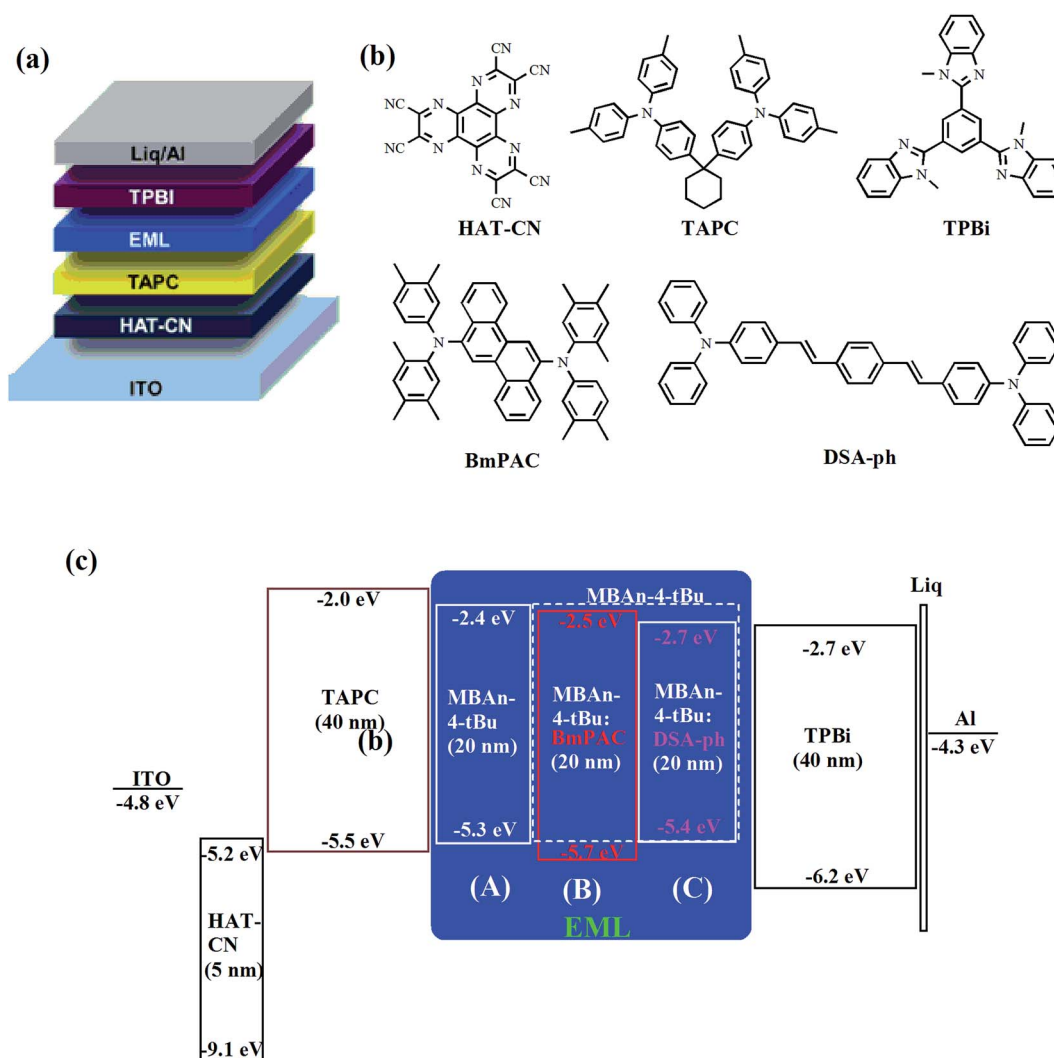 (a)
Liq/Al
TPBI
EML
TAPC
HAT-CN
ITO
(b)
CN
CN
CN
CN
CN
CN
N
N
N
N
N
N
HAT-CN
N
N
TAPC
N
N
N
N
N
N
TPBi
N
N
BmPAC
N
N
DSA-ph
(c)
ITO
-4.8 eV
-5.2 eV
HAT-
CN
(5 nm)
-9.1 eV
-2.0 eV
TAPC
(40 nm)
(b)
-5.5 eV
MBAn-4-tBu
-2.4 eV
MBAn-
4-tBu
(20 nm)
-5.3 eV
(A)
-2.5 eV
MBAn-
4-tBu:
BmPAC
(20 nm)
-5.7 eV
(B)
-2.7 eV
MBAn-
4-tBu:
DSA-ph
(20 nm)
-5.4 eV
(C)
EML
-2.7 eV
TPBi
(40 nm)
-6.2 eV
Liq
Al
-4.3 eV